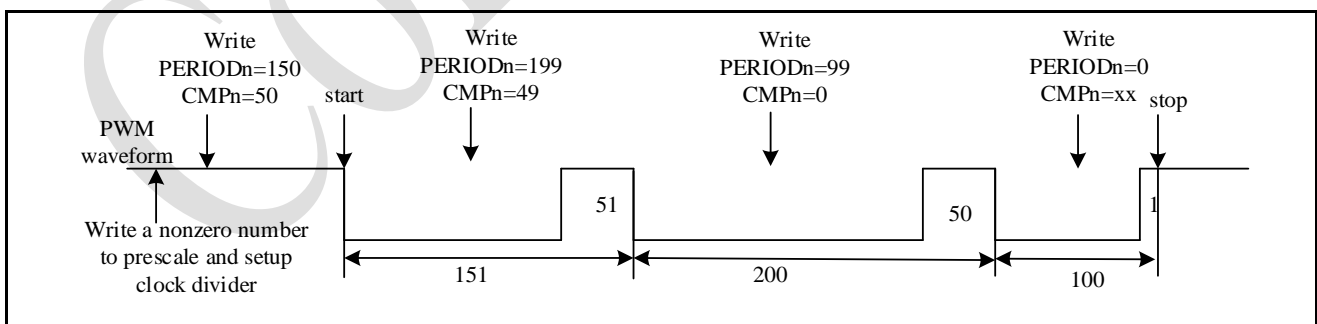 Write
PERIODn=150
CMPn=50
start
Write
PERIODn=199
CMPn=49
Write
PERIODn=99
CMPn=0
Write
PERIODn=0
CMPn=xx
stop
PWM
waveform
51
50
1
Write a nonzero number
to prescale and setup
clock divider
151
200
100